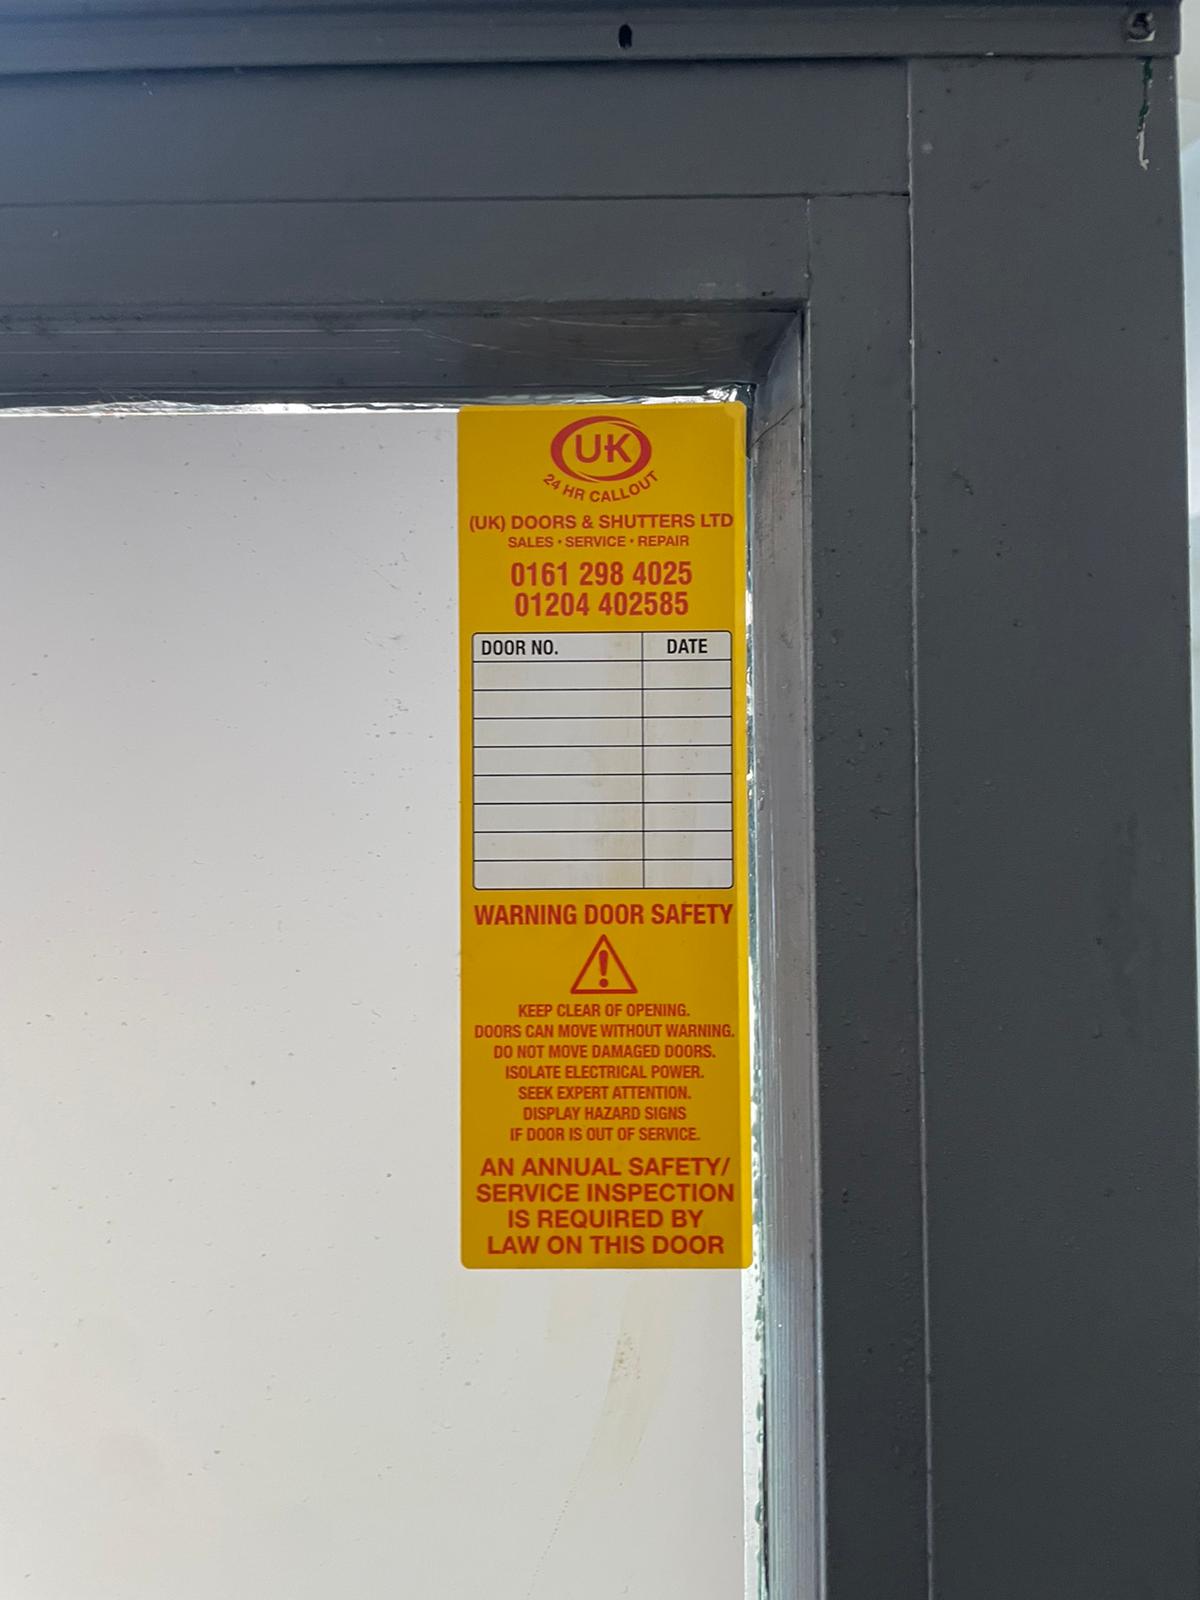 UK
24 HR CALLOUT
(UK) DOORS & SHUTTERS LTD
SALES • SERVICE • REPAIR
0161 298 4025
01204 402585
DOOR NO. DATE
WARNING DOOR SAFETY
KEEP CLEAR OF OPENING.
DOORS CAN MOVE WITHOUT WARNING.
DO NOT MOVE DAMAGED DOORS.
ISOLATE ELECTRICAL POWER.
SEEK EXPERT ATTENTION.
DISPLAY HAZARD SIGNS
IF DOOR IS OUT OF SERVICE.
AN ANNUAL SAFETY/
SERVICE INSPECTION
IS REQUIRED BY
LAW ON THIS DOOR